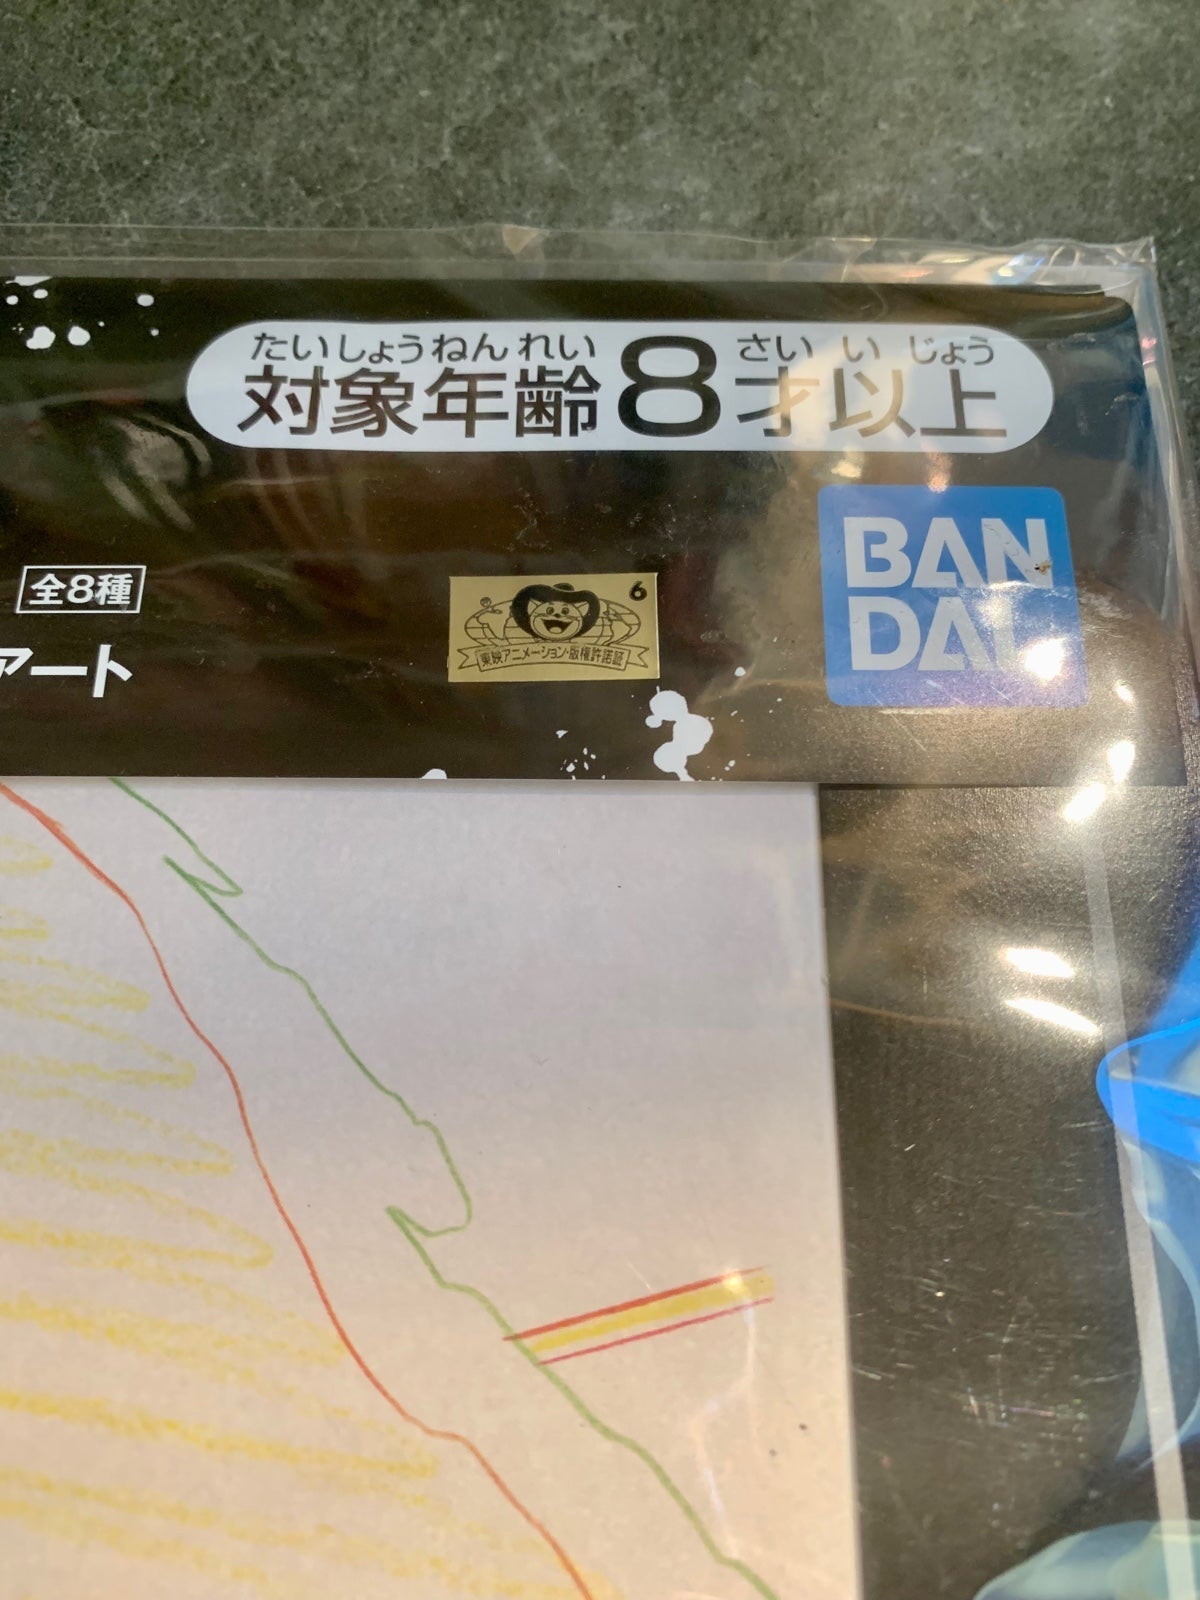 たいしょうねんれい さい い じょう
対象年齢8才以上
BAN
DAI
全8種
アート
6
東映アニメーション・版権許諾証